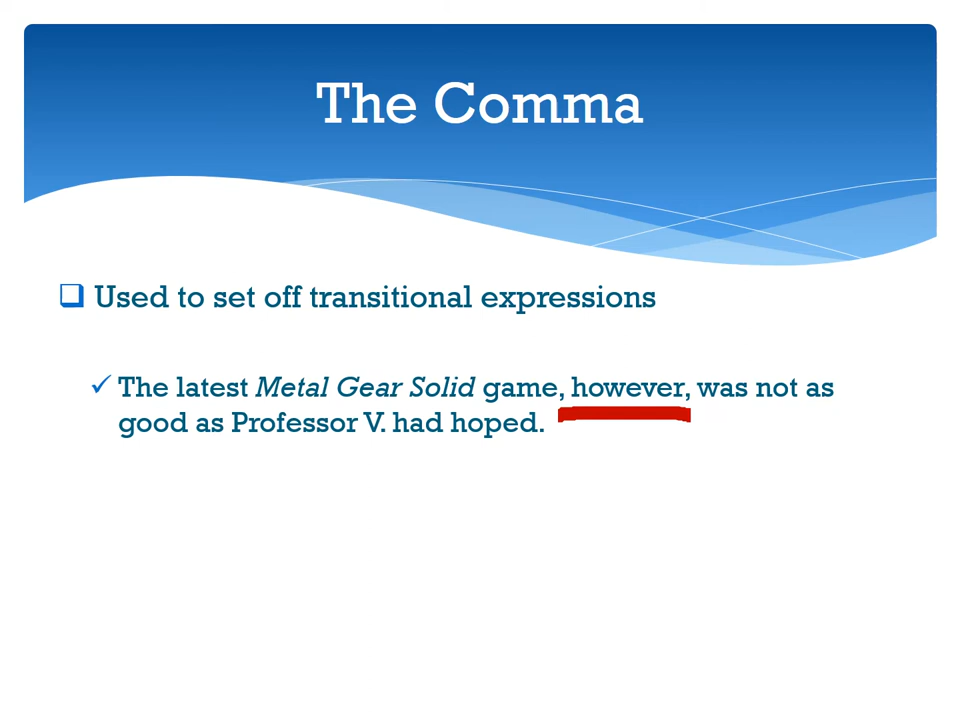 The Comma
Used to set off transitional expressions
The latest Metal Gear Solid game, however, was not as
good as Professor V. had hoped.